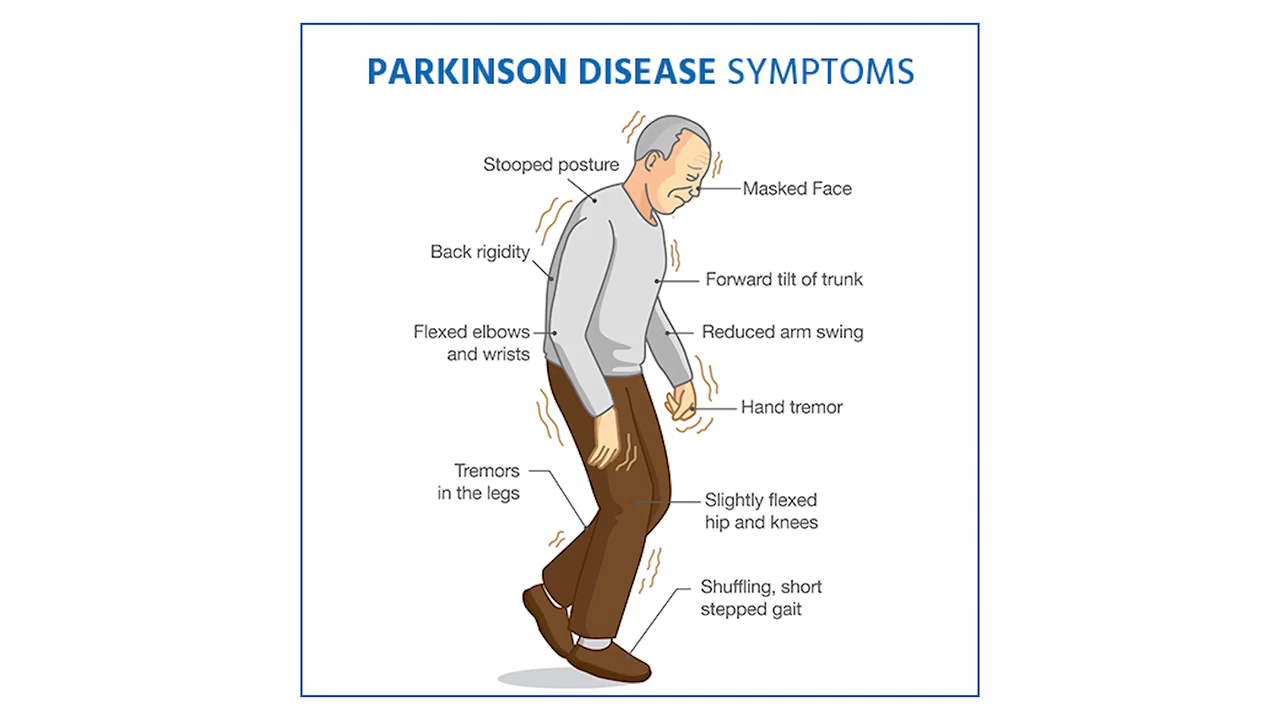 PARKINSON DISEASE SYMPTOMS
Stooped posture
Masked Face
Back rigidity
Forward tilt of trunk
Flexed elbows
and wrists
Reduced arm swing
Hand tremor
Tremors
in the legs
Slightly flexed
hip and knees
Shuffling, short
stepped gait